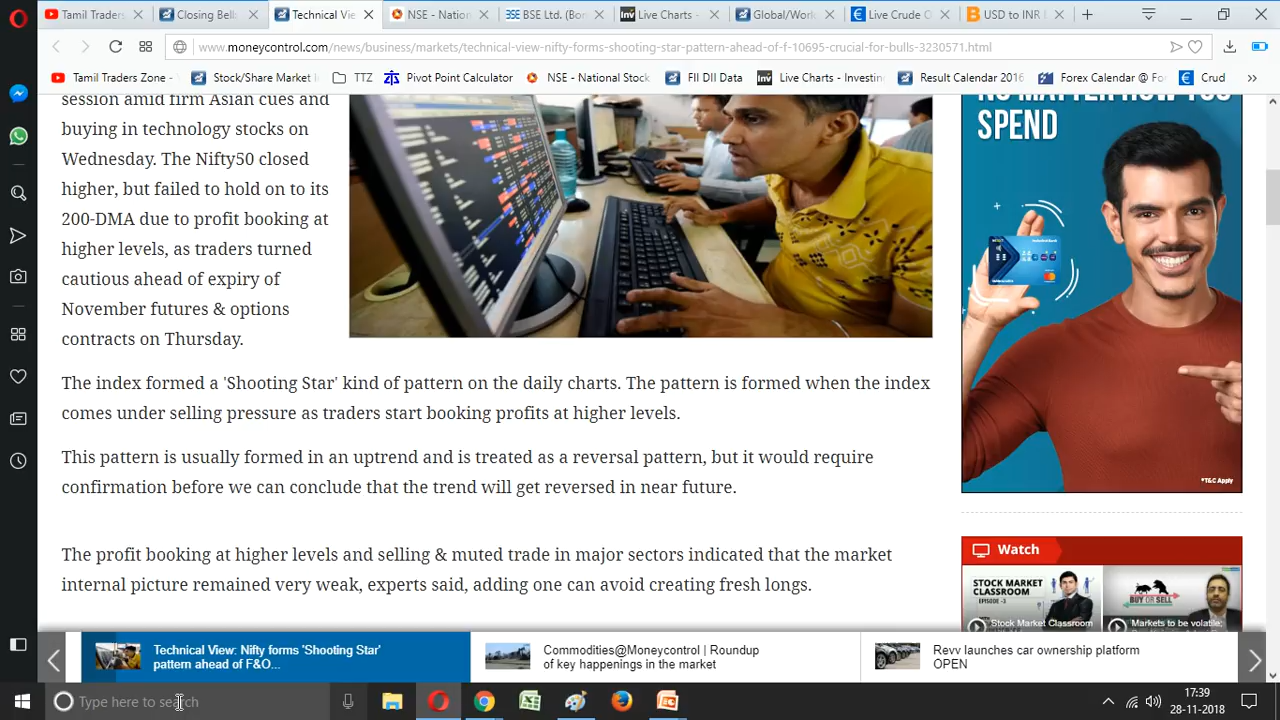 Tamil Traders
Closing Bell
Technical Vie
NSE - Nation
BSE Ltd. (Bom
Live Charts -
Global/Work
Live Crude O
USD to INR
www.moneycontrol.com/news/business/markets/technical-view-nifty-forms-shooting-star-pattern-ahead-of-f-10695-crucial-for-bulls-3230571.html
Tamil Traders Zone -
Stock/Share Market I
TTZ
Pivot Point Calculator
NSE - National Stock
FII DII Data
Live Charts - Investin
Result Calendar 2016
Forex Calendar @ Fo
Crud
session amid firm Asian cues and
buying in technology stocks on
Wednesday. The Nifty50 closed
higher, but failed to hold on to its
200-DMA due to profit booking at
higher levels, as traders turned
cautious ahead of expiry of
November futures & options
contracts on Thursday.
The index formed a 'Shooting Star' kind of pattern on the daily charts. The pattern is formed when the index
comes under selling pressure as traders start booking profits at higher levels.
This pattern is usually formed in an uptrend and is treated as a reversal pattern, but it would require
confirmation before we can conclude that the trend will get reversed in near future.
The profit booking at higher levels and selling & muted trade in major sectors indicated that the market
internal picture remained very weak, experts said, adding one can avoid creating fresh longs.
NO MATTER HOW YOU
SPEND
*T&C Apply
Watch
STOCK MARKET
CLASSROOM
EPISODE -3
Stock Market Classroom
BUY OR SELL
Markets to be volatile;
Technical View: Nifty forms 'Shooting Star'
pattern ahead of F&O...
Commodities@Moneycontrol | Roundup
of key happenings in the market
Revv launches car ownership platform
OPEN
Type here to search
17:39
28-11-2018